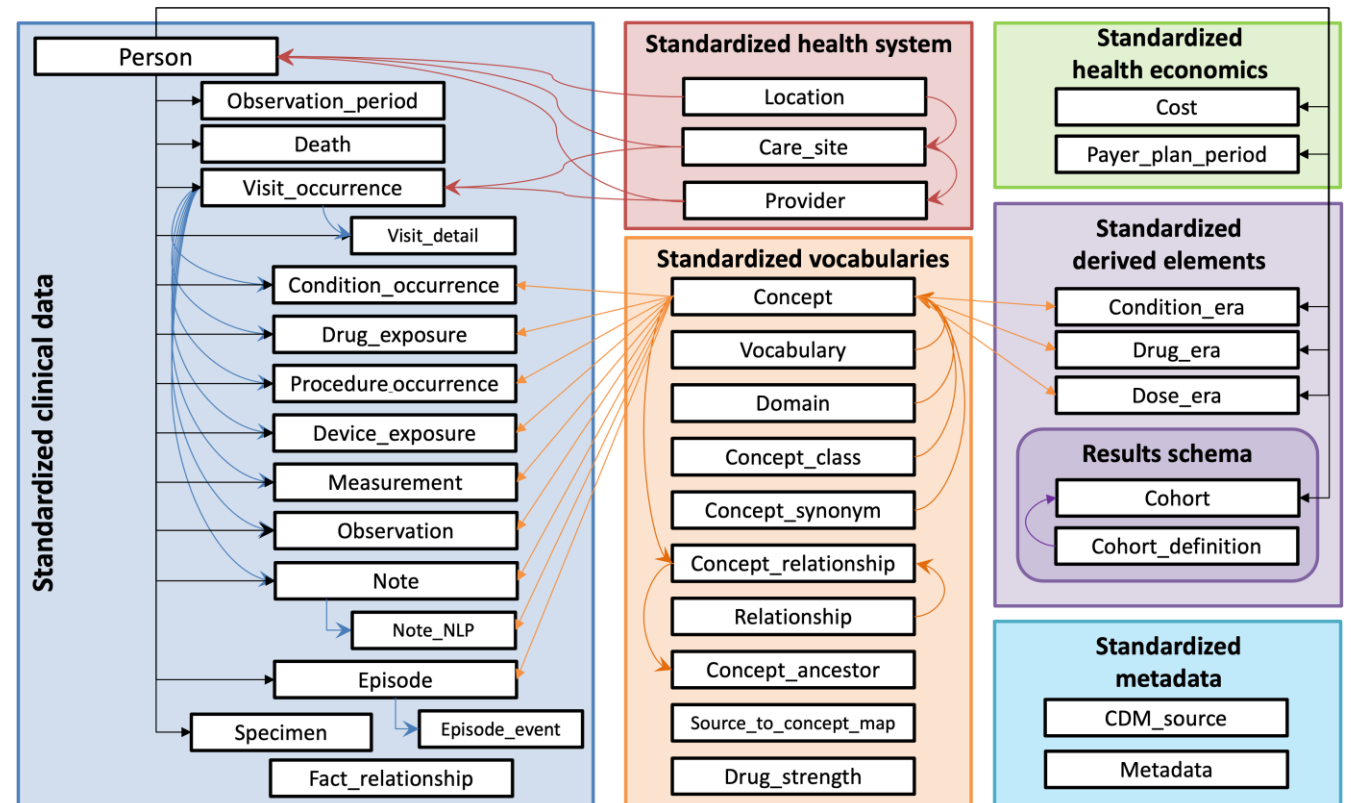 Standardized clinical data
Person
Observation_period
Death
Visit_occurrence
Visit_detail
Condition_occurrence
Drug_exposure
Procedure_occurrence
Device_exposure
Measurement
Observation
Note
Note_NLP
Episode
Episode_event
Specimen
Fact_relationship
Standardized health system
Location
Care_site
Provider
Standardized vocabularies
Concept
Vocabulary
Domain
Concept_class
Concept_synonym
Concept_relationship
Relationship
Concept_ancestor
Source_to_concept_map
Drug_strength
Standardized
health economics
Cost
Payer_plan_period
Standardized
derived elements
Condition_era
Drug_era
Dose_era
Results schema
Cohort
Cohort_definition
Standardized
metadata
CDM_source
Metadata